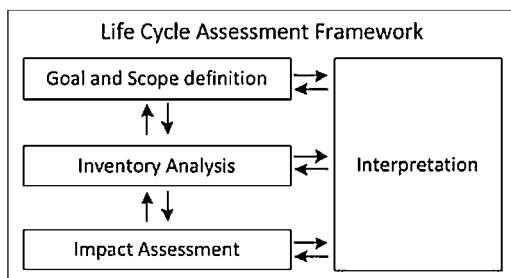 Life Cycle Assessment Framework
Goal and Scope definition
Inventory Analysis
Interpretation
Impact Assessment